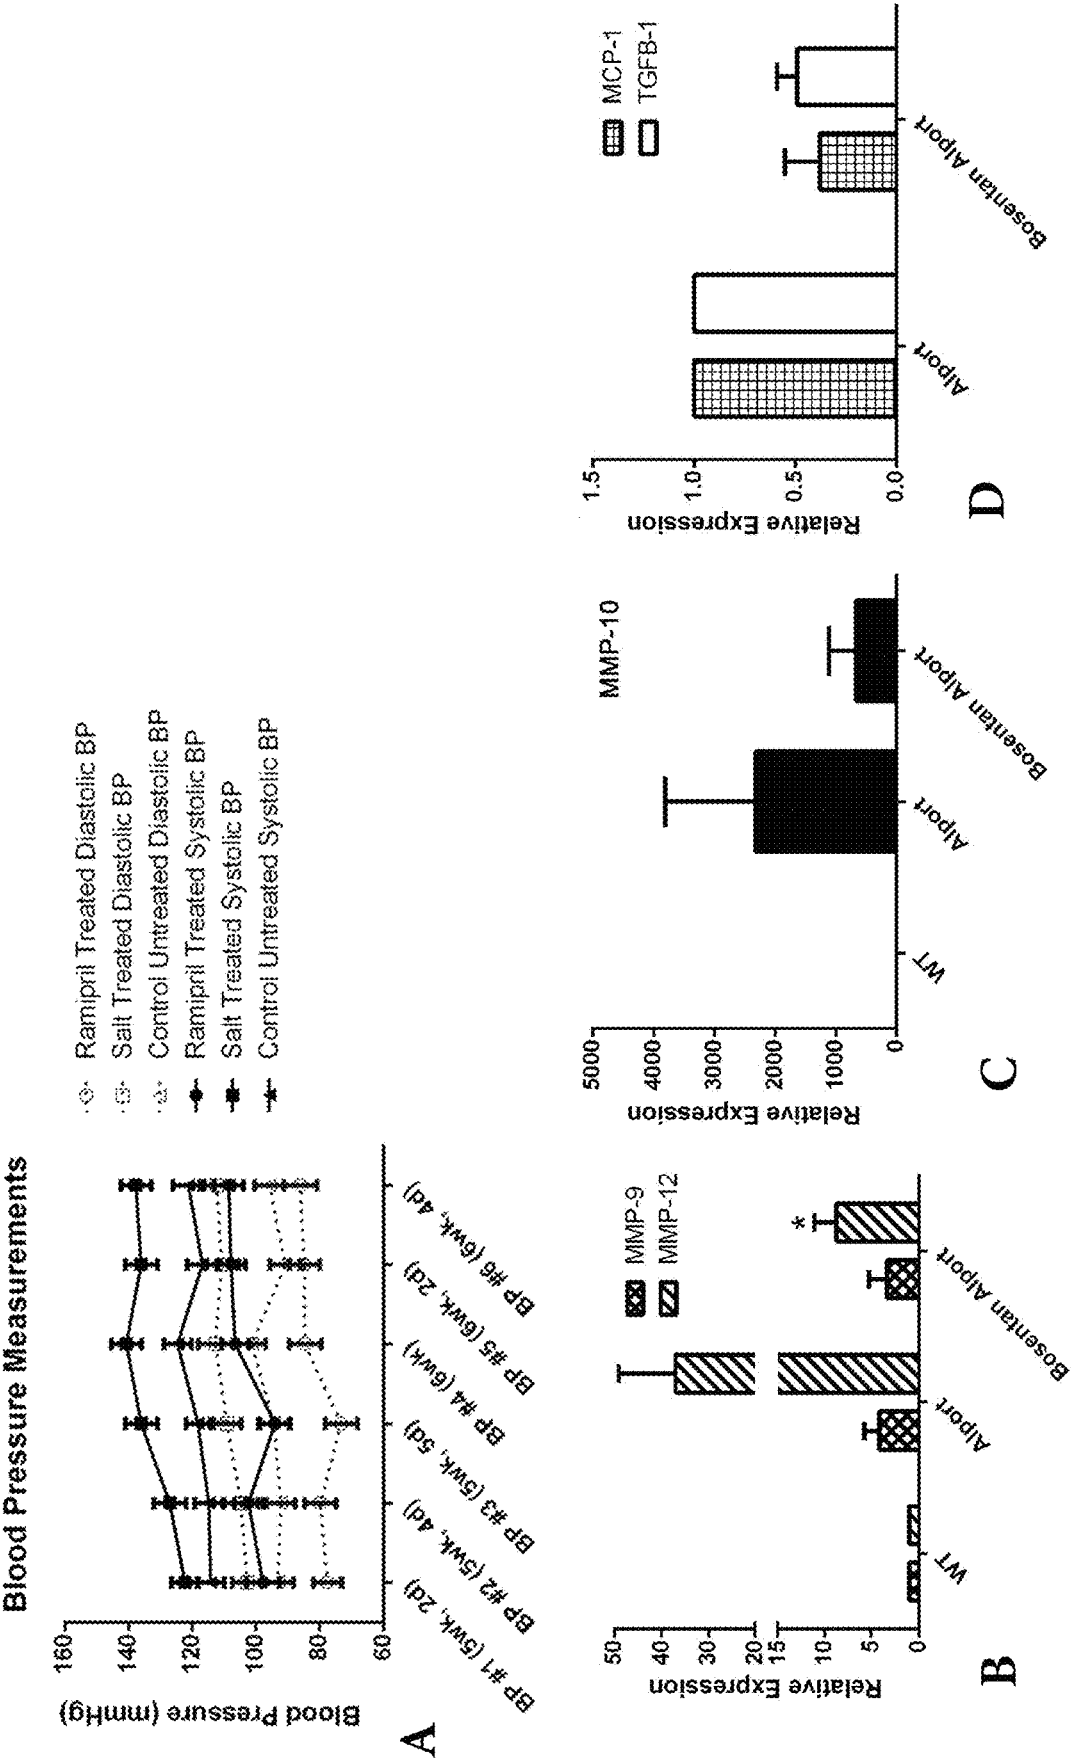 Blood Pressure Measurements
Blood Pressure (mmHg)
160
140
120
100
80
60
BP #1 (5wk, 2d)
BP #2 (5wk, 4d)
BP #3 (5wk, 5d)
BP #4 (6wk)
BP #5 (6wk, 2d)
BP #6 (6wk, 4d)
Ramipril Treated Diastolic BP
Salt Treated Diastolic BP
Control Untreated Diastolic BP
Ramipril Treated Systolic BP
Salt Treated Systolic BP
Control Untreated Systolic BP
A
Relative Expression
50
40
30
20
15
10
5
0
MMP-9
MMP-12
*
WT
Alport
Bosentan Alport
B
MMP-10
Relative Expression
5000
4000
3000
2000
1000
0
WT
Alport
Bosentan Alport
C
Relative Expression
1.5
1.0
0.5
0.0
MCP-1
TGFB-1
Alport
Bosentan Alport
D